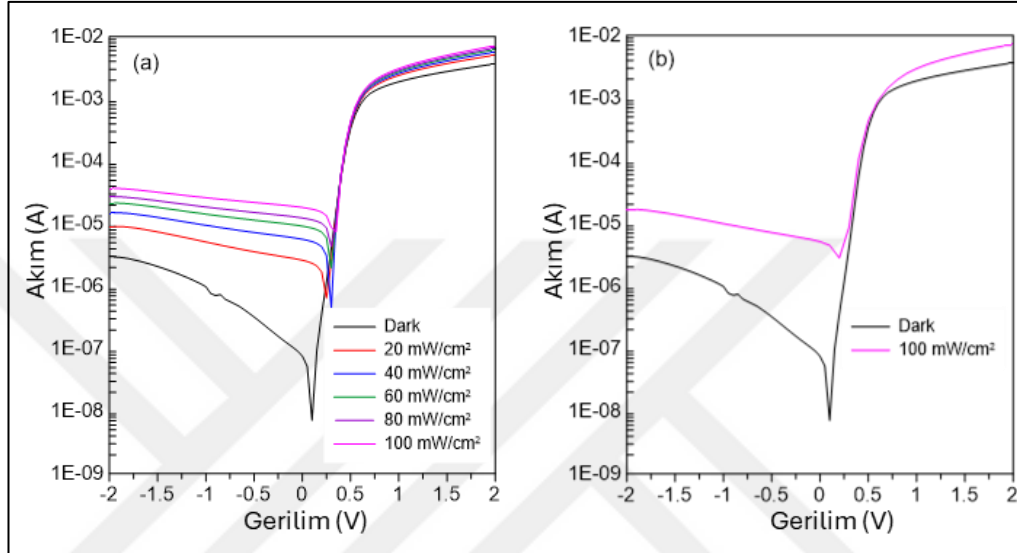 (a)
1E-02
1E-03
1E-04
1E-05
1E-06
1E-07
1E-08
1E-09
Akım (A)
-2 -1.5 -1 -0.5 0 0.5 1 1.5 2
Gerilim (V)
Dark
20 mW/cm²
40 mW/cm²
60 mW/cm²
80 mW/cm²
100 mW/cm²
(b)
1E-02
1E-03
1E-04
1E-05
1E-06
1E-07
1E-08
1E-09
Akım (A)
-2 -1.5 -1 -0.5 0 0.5 1 1.5 2
Gerilim (V)
Dark
100 mW/cm²